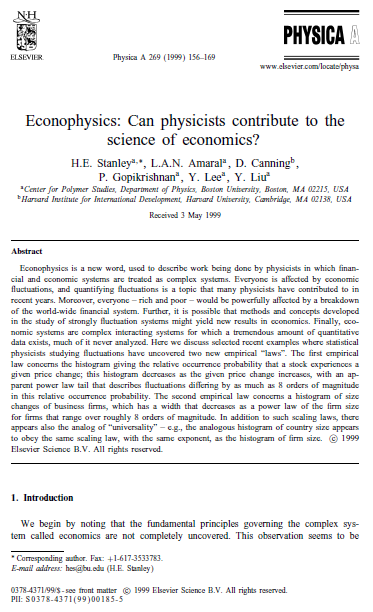 NH
ELSEVIER
Physica A 269 (1999) 156–169
PHYSICA A
www.elsevier.com/locate/physa
Econophysics: Can physicists contribute to the
science of economics?
H.E. Stanleyᵃ,*, L.A.N. Amaralᵃ, D. Canningᵇ,
P. Gopikrishnanᵃ, Y. Leeᵃ, Y. Liuᵃ
ᵃCenter for Polymer Studies, Department of Physics, Boston University, Boston, MA 02215, USA
ᵇHarvard Institute for International Development, Harvard University, Cambridge, MA 02138, USA
Received 3 May 1999
Abstract
Econophysics is a new word, used to describe work being done by physicists in which finan-
cial and economic systems are treated as complex systems. Everyone is affected by economic
fluctuations, and quantifying fluctuations is a topic that many physicists have contributed to in
recent years. Moreover, everyone – rich and poor – would be powerfully affected by a breakdown
of the world-wide financial system. Further, it is possible that methods and concepts developed
in the study of strongly fluctuation systems might yield new results in economics. Finally, eco-
nomic systems are complex interacting systems for which a tremendous amount of quantitative
data exists, much of it never analyzed. Here we discuss selected recent examples where statistical
physicists studying fluctuations have uncovered two new empirical “laws”. The first empirical
law concerns the histogram giving the relative occurrence probability that a stock experiences a
given price change; this histogram decreases as the given price change increases, with an ap-
parent power law tail that describes fluctuations differing by as much as 8 orders of magnitude
in this relative occurrence probability. The second empirical law concerns a histogram of size
changes of business firms, which has a width that decreases as a power law of the firm size
for firms that range over roughly 8 orders of magnitude. In addition to such scaling laws, there
appears also the analog of “universality” – e.g., the analogous histogram of country size appears
to obey the same scaling law, with the same exponent, as the histogram of firm size. © 1999
Elsevier Science B.V. All rights reserved.
1. Introduction
We begin by noting that the fundamental principles governing the complex sys-
tem called economics are not completely uncovered. This observation seems to be
* Corresponding author. Fax: +1-617-3533783.
E-mail address: hes@bu.edu (H.E. Stanley)
0378-4371/99/$ - see front matter © 1999 Elsevier Science B.V. All rights reserved.
PII: S0378-4371(99)00185-5